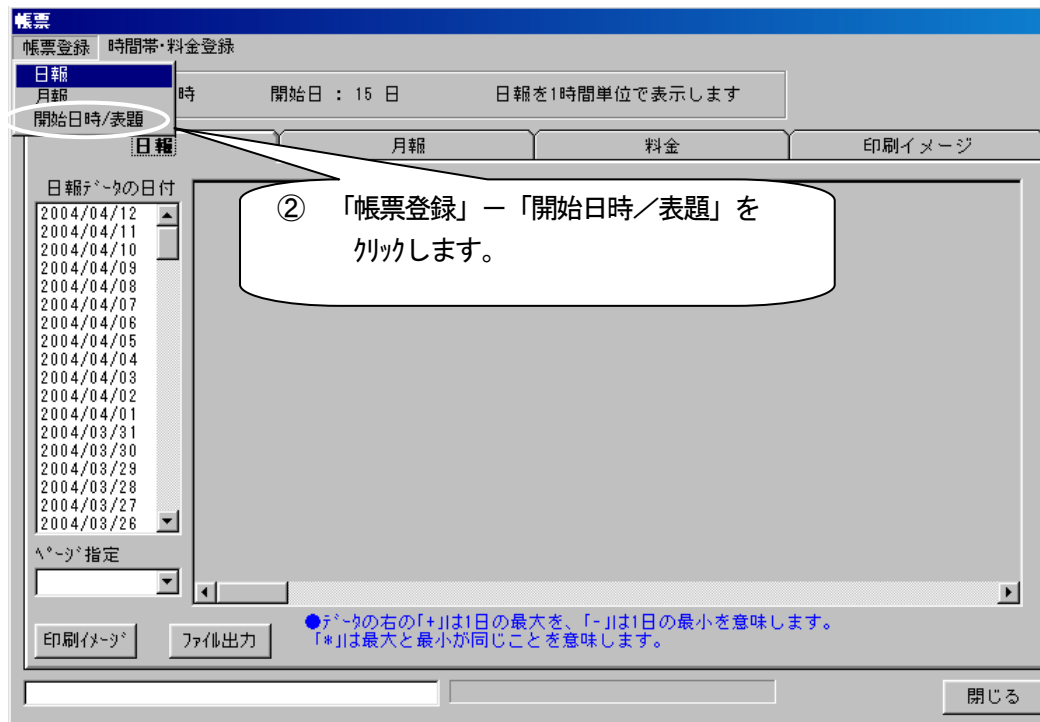 帳票
帳票登録 時間帯・料金登録
日報
月報
開始日時/表題
時 開始日 : 15 日 日報を1時間単位で表示します
日報 月報 料金 印刷イメージ
日報ﾃﾞｰﾀの日付
2004/04/12
2004/04/11
2004/04/10
2004/04/09
2004/04/08
2004/04/07
2004/04/06
2004/04/05
2004/04/04
2004/04/03
2004/04/02
2004/04/01
2004/03/31
2004/03/30
2004/03/29
2004/03/28
2004/03/27
2004/03/26
② 「帳票登録」－「開始日時／表題」を
ｸﾘｯｸします。
ﾍﾟｰｼﾞ指定
●ﾃﾞｰﾀの右の｢+｣は1日の最大を、｢-｣は1日の最小を意味します。
｢*｣は最大と最小が同じことを意味します。
印刷ｲﾒｰｼﾞ ﾌｧｲﾙ出力
閉じる